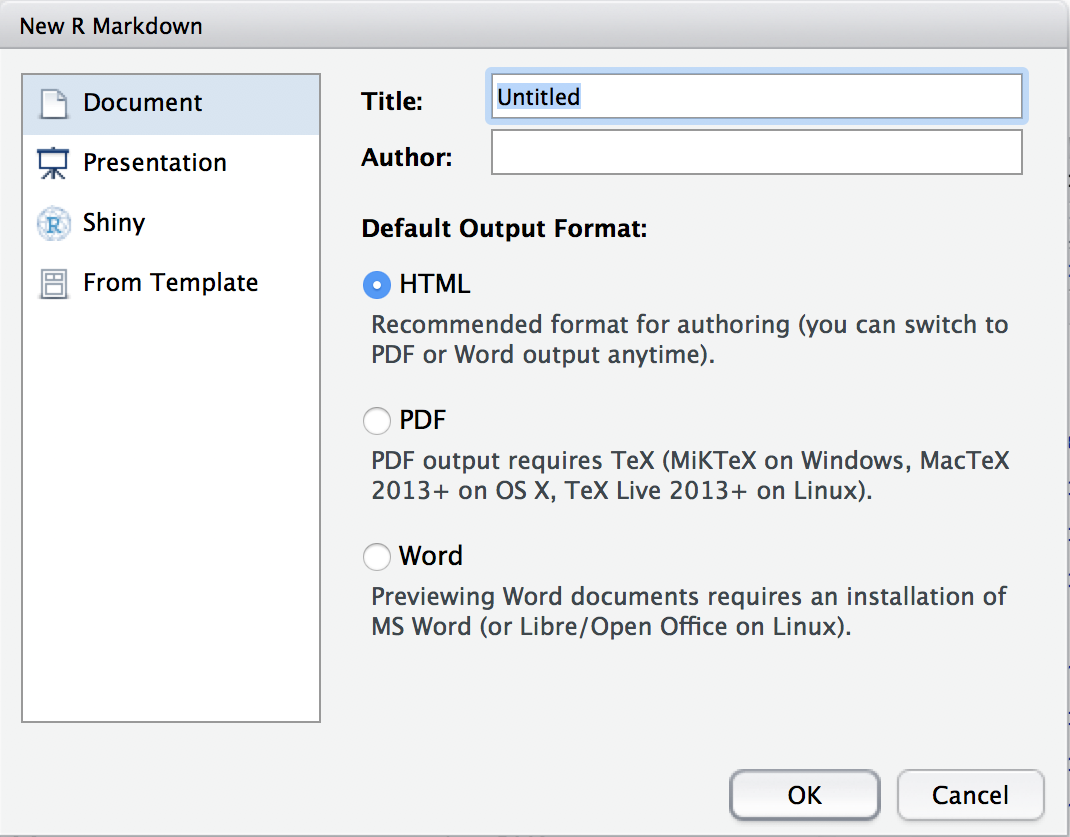 New R Markdown
Document
Presentation
Shiny
From Template
Title:
Untitled
Author:
Default Output Format:
HTML
Recommended format for authoring (you can switch to
PDF or Word output anytime).
PDF
PDF output requires TeX (MiKTeX on Windows, MacTeX
2013+ on OS X, TeX Live 2013+ on Linux).
Word
Previewing Word documents requires an installation of
MS Word (or Libre/Open Office on Linux).
OK
Cancel